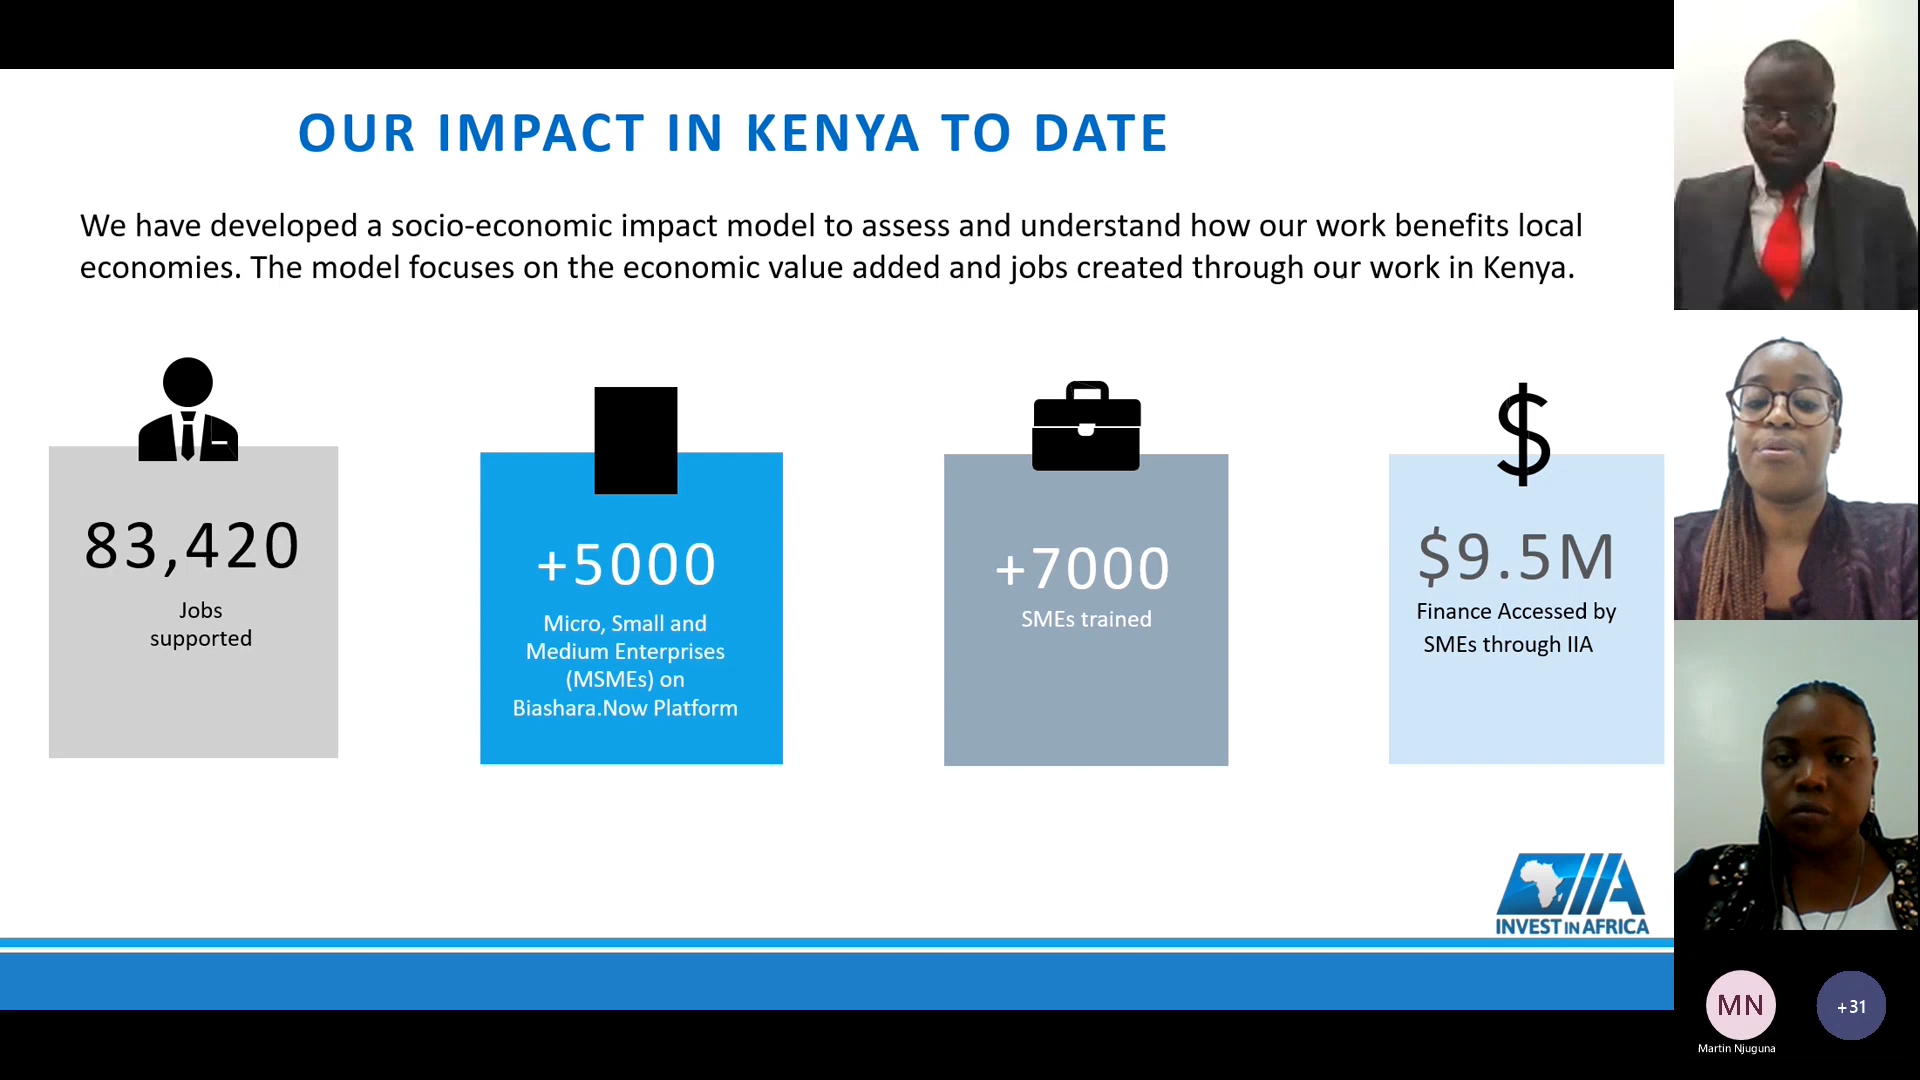 OUR IMPACT IN KENYA TO DATE
We have developed a socio-economic impact model to assess and understand how our work benefits local
economies. The model focuses on the economic value added and jobs created through our work in Kenya.
83,420
Jobs
supported
+5000
Micro, Small and
Medium Enterprises
(MSMEs) on
Biashara.Now Platform
+7000
SMEs trained
$
$9.5M
Finance Accessed by
SMEs through IIA
IIA
INVEST IN AFRICA
MN
Martin Njuguna
+31